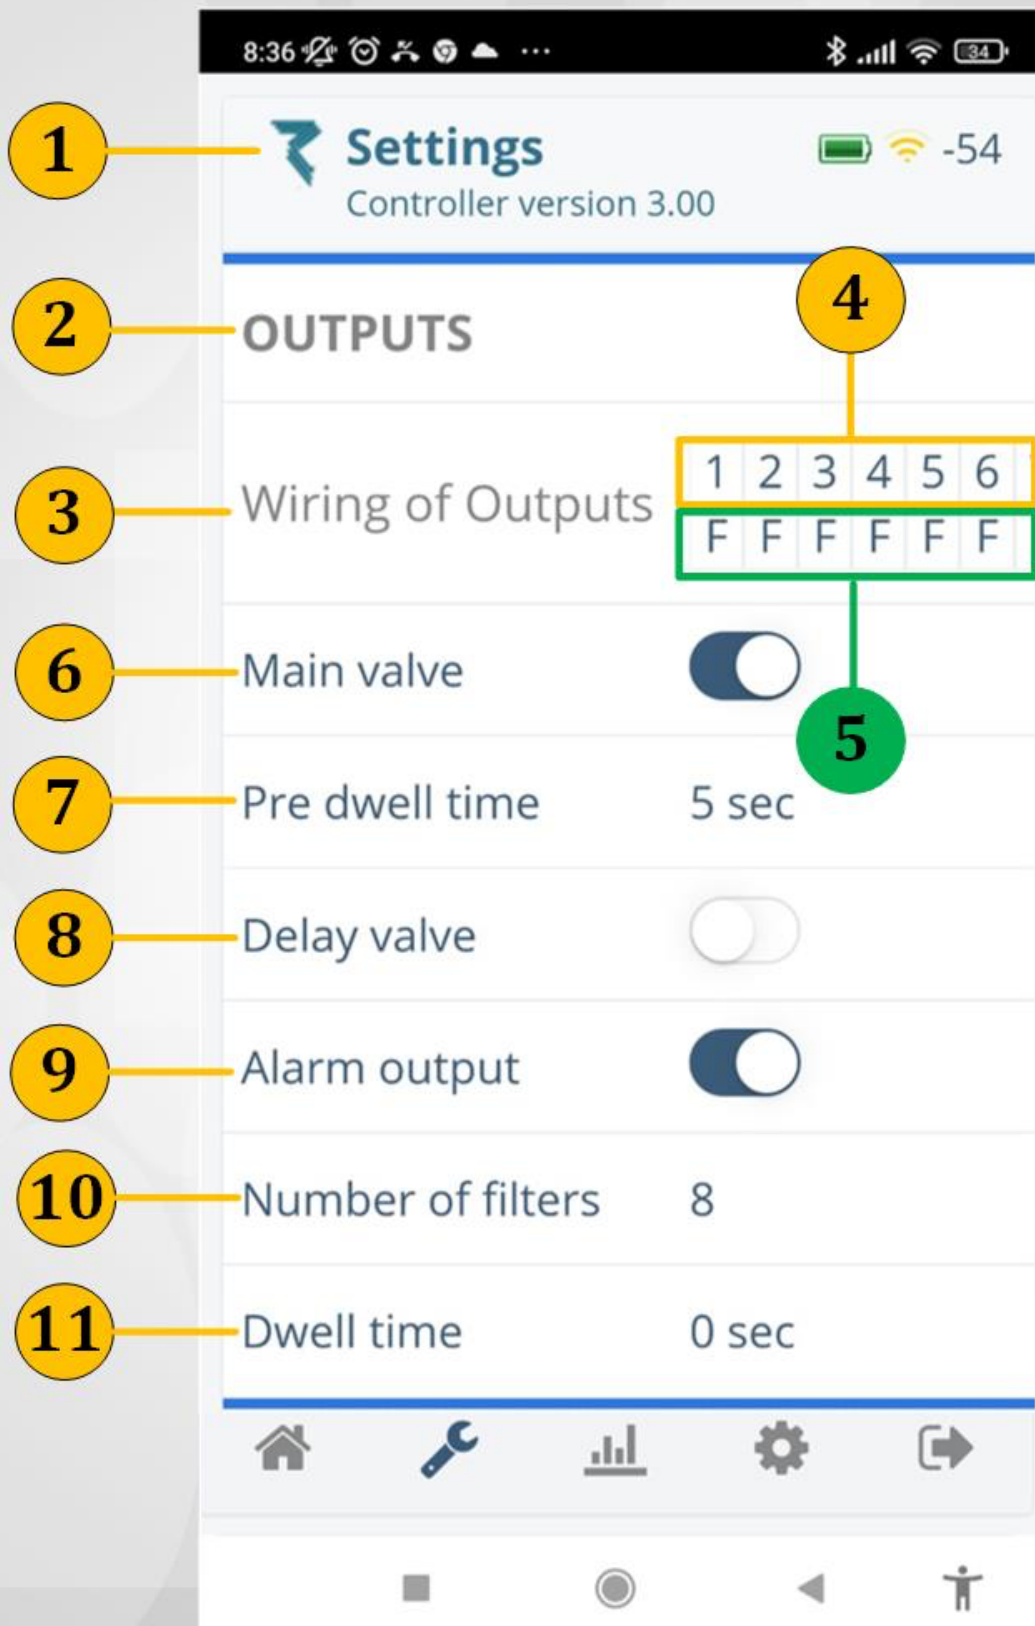 8:36 ... 34
1 Settings -54
Controller version 3.00
4
2 OUTPUTS
1 2 3 4 5 6
3 Wiring of Outputs
F F F F F F
6 Main valve
5
7 Pre dwell time 5 sec
8 Delay valve
9 Alarm output
10 Number of filters 8
11 Dwell time 0 sec